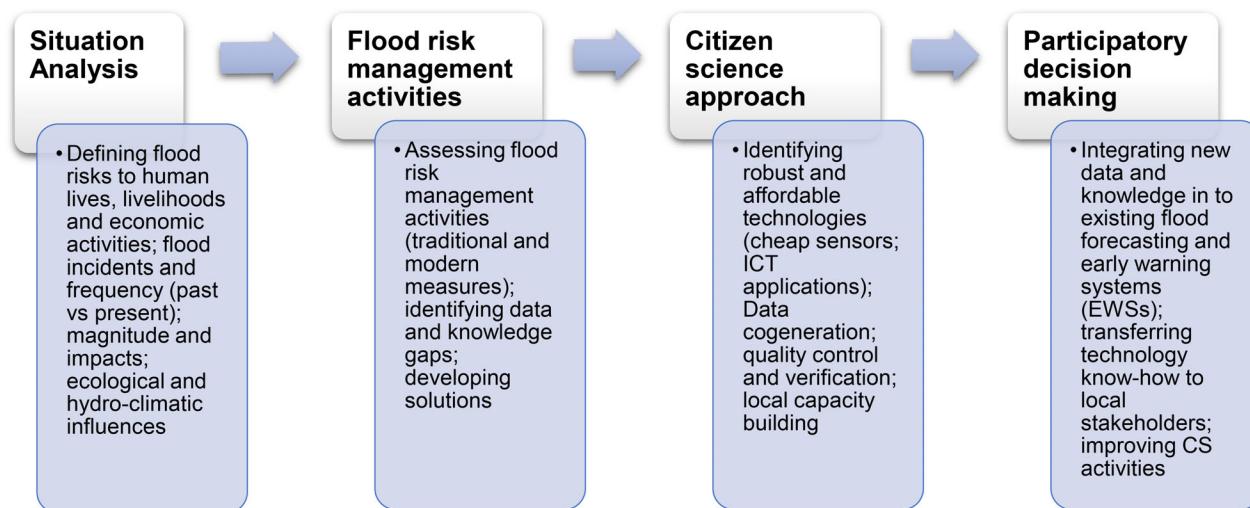 Situation
Analysis
• Defining flood
risks to human
lives, livelihoods
and economic
activities; flood
incidents and
frequency (past
vs present);
magnitude and
impacts;
ecological and
hydro-climatic
influences
Flood risk
management
activities
• Assessing flood
risk
management
activities
(traditional and
modern
measures);
identifying data
and knowledge
gaps;
developing
solutions
Citizen
science
approach
• Identifying
robust and
affordable
technologies
(cheap sensors;
ICT
applications);
Data
cogeneration;
quality control
and verification;
local capacity
building
Participatory
decision
making
• Integrating new
data and
knowledge in to
existing flood
forecasting and
early warning
systems
(EWSs);
transferring
technology
know-how to
local
stakeholders;
improving CS
activities